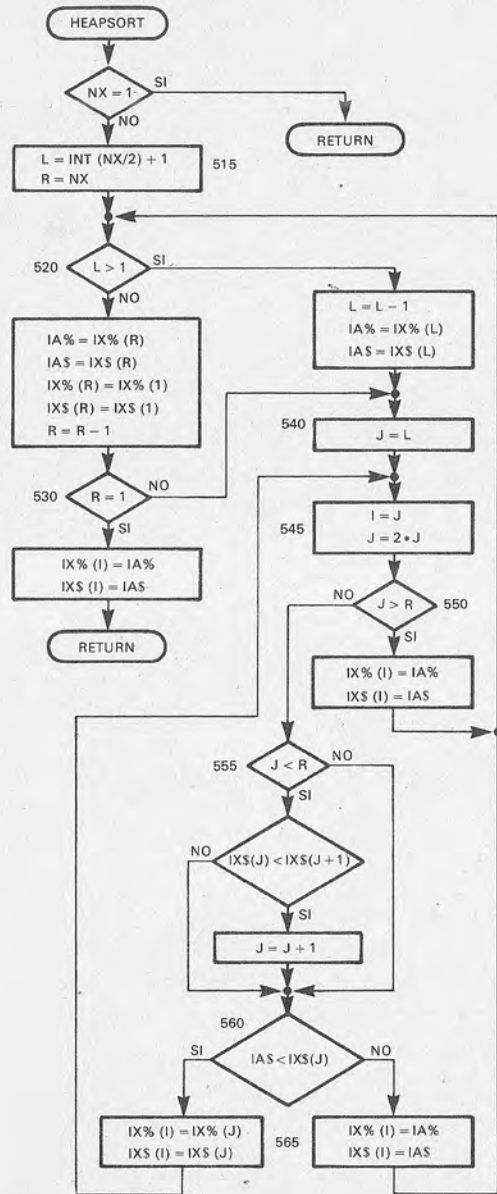 HEAPSORT
NX = 1
SI
NO
RETURN
L = INT (NX/2) + 1
R = NX
515
520
L > 1
SI
NO
IA% = IX% (R)
IA$ = IX$ (R)
IX% (R) = IX% (1)
IX$ (R) = IX$ (1)
R = R − 1
L = L − 1
IA% = IX% (L)
IA$ = IX$ (L)
540
J = L
530
R = 1
NO
SI
545
I = J
J = 2 * J
IX% (I) = IA%
IX$ (I) = IA$
RETURN
NO
J > R
550
SI
IX% (I) = IA%
IX$ (I) = IA$
555
J < R
NO
SI
NO
IX$(J) < IX$(J+1)
SI
J = J + 1
560
SI
IA$ < IX$(J)
NO
IX% (I) = IX% (J)
IX$ (I) = IX$ (J)
565
IX% (I) = IA%
IX$ (I) = IA$